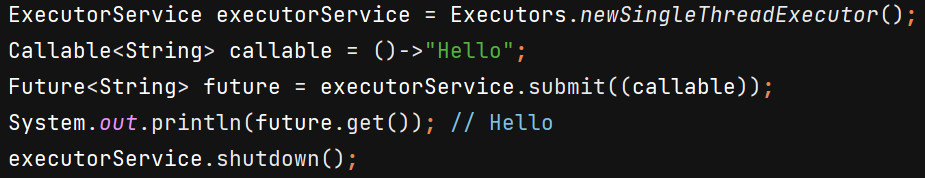 ExecutorService executorService = Executors.newSingleThreadExecutor();
Callable<String> callable = ()->"Hello";
Future<String> future = executorService.submit((callable));
System.out.println(future.get()); // Hello
executorService.shutdown();